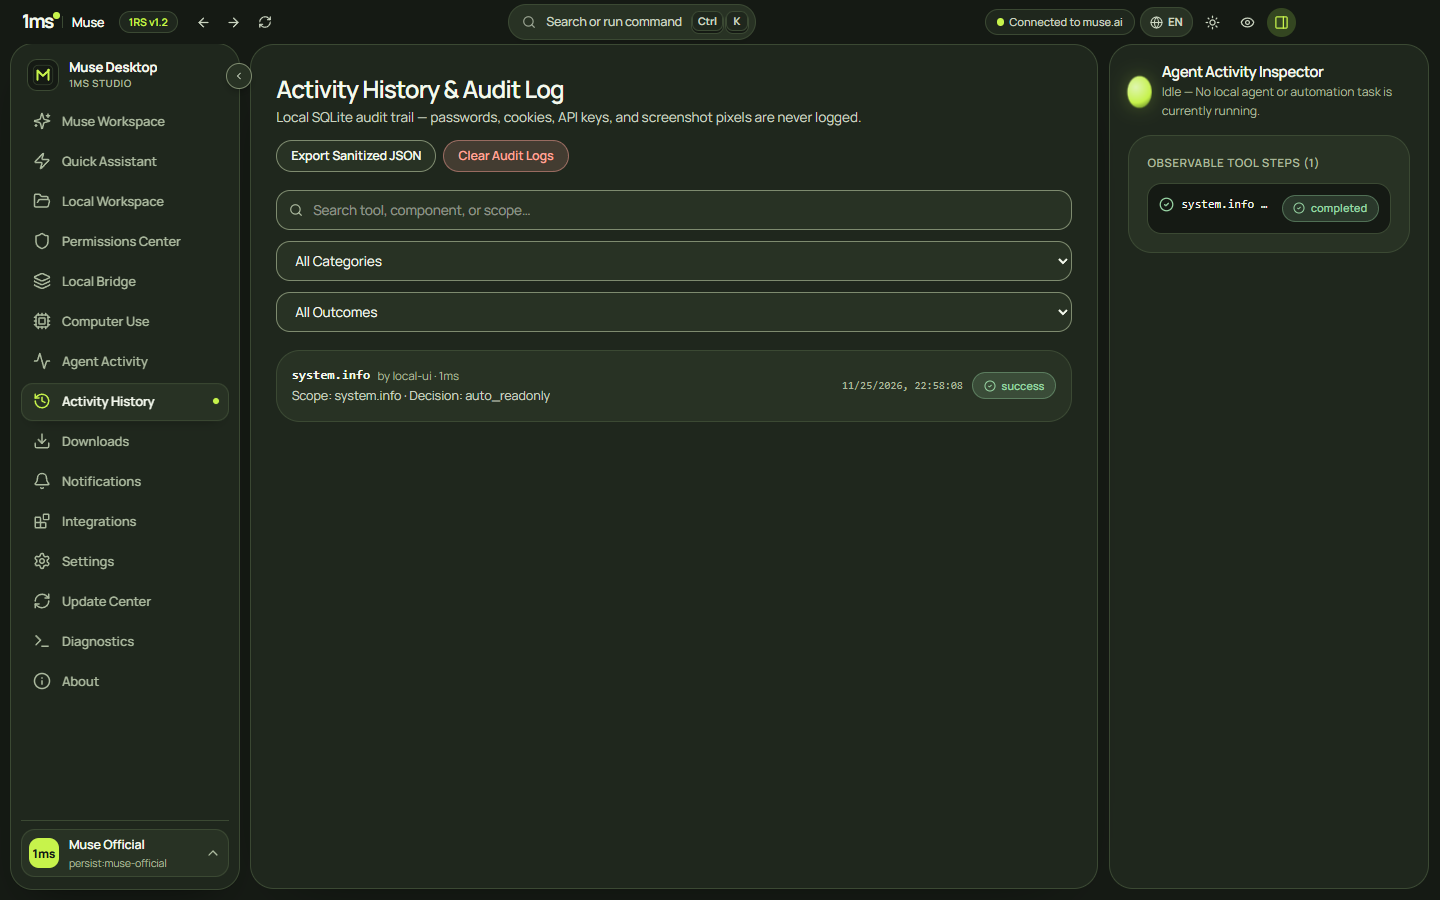 1ms Muse 1RS v1.2
Search or run command Ctrl K
Connected to muse.ai
EN
Muse Desktop
1MS STUDIO
Muse Workspace
Quick Assistant
Local Workspace
Permissions Center
Local Bridge
Computer Use
Agent Activity
Activity History
Downloads
Notifications
Integrations
Settings
Update Center
Diagnostics
About
1ms
Muse Official
persist:muse-official
Activity History & Audit Log
Local SQLite audit trail — passwords, cookies, API keys, and screenshot pixels are never logged.
Export Sanitized JSON
Clear Audit Logs
Search tool, component, or scope...
All Categories
All Outcomes
system.info by local-ui · 1ms
Scope: system.info · Decision: auto_readonly
11/25/2026, 22:58:08
success
Agent Activity Inspector
Idle — No local agent or automation task is
currently running.
OBSERVABLE TOOL STEPS (1)
system.info …
completed